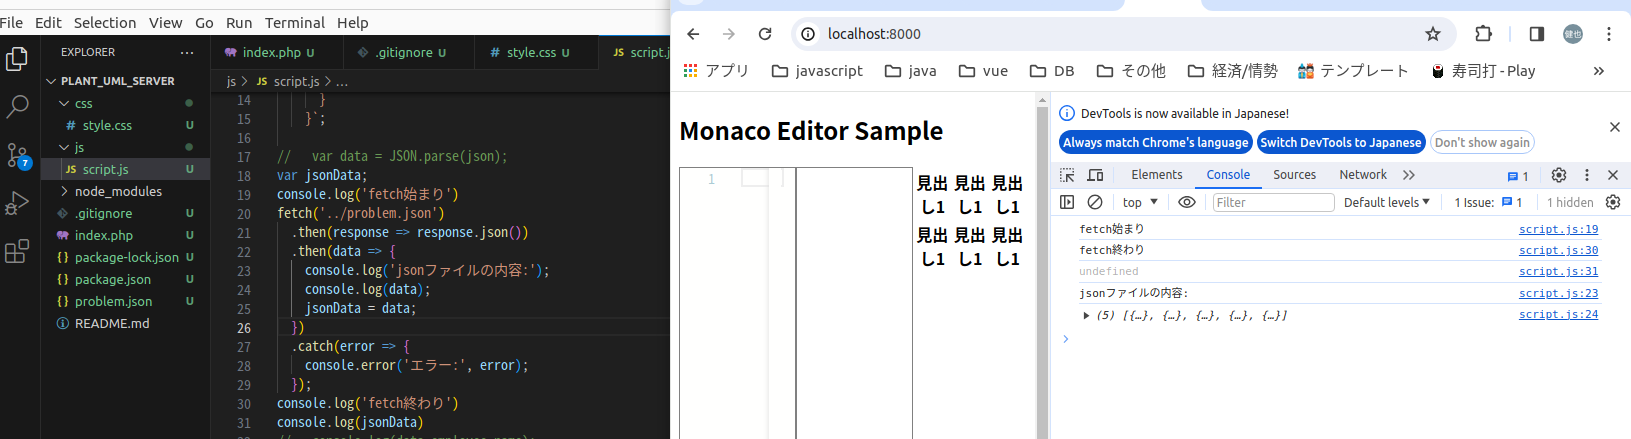 File Edit Selection View Go Run Terminal Help
EXPLORER ...
PLANT_UML_SERVER
css
style.css U
js
script.js U
node_modules
.gitignore U
index.php U
package-lock.json U
package.json U
problem.json U
README.md
7
index.php U
.gitignore U
style.css U
JS script.j
js > JS script.js > ...
14 }
15 }`;
16
17 // var data = JSON.parse(json);
18 var jsonData;
19 console.log('fetch始まり')
20 fetch('../problem.json')
21 .then(response => response.json())
22 .then(data => {
23 console.log('jsonファイルの内容:');
24 console.log(data);
25 jsonData = data;
26 })
27 .catch(error => {
28 console.error('エラー:', error);
29 });
30 console.log('fetch終わり')
31 console.log(jsonData)
localhost:8000
健也
アプリ javascript java vue DB その他 経済/情勢 テンプレート 寿司打 - Play »
Monaco Editor Sample
1
見出し1 見出し1 見出し1
見出し1 見出し1 見出し1
DevTools is now available in Japanese!
Always match Chrome's language Switch DevTools to Japanese Don't show again
Elements Console Sources Network » 1
top Filter Default levels 1 Issue: 1 1 hidden
fetch始まり script.js:19
fetch終わり script.js:30
undefined script.js:31
jsonファイルの内容: script.js:23
(5) [{…}, {…}, {…}, {…}, {…}] script.js:24